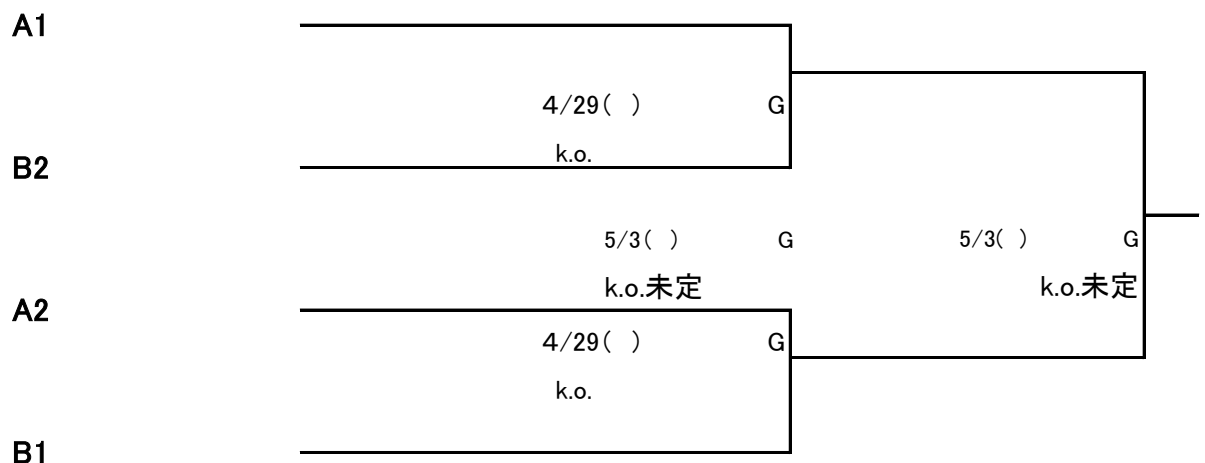 A1
4/29(  ) G
k.o.
B2
5/3(  ) G 5/3(  ) G
k.o.未定 k.o.未定
A2
4/29(  ) G
k.o.
B1